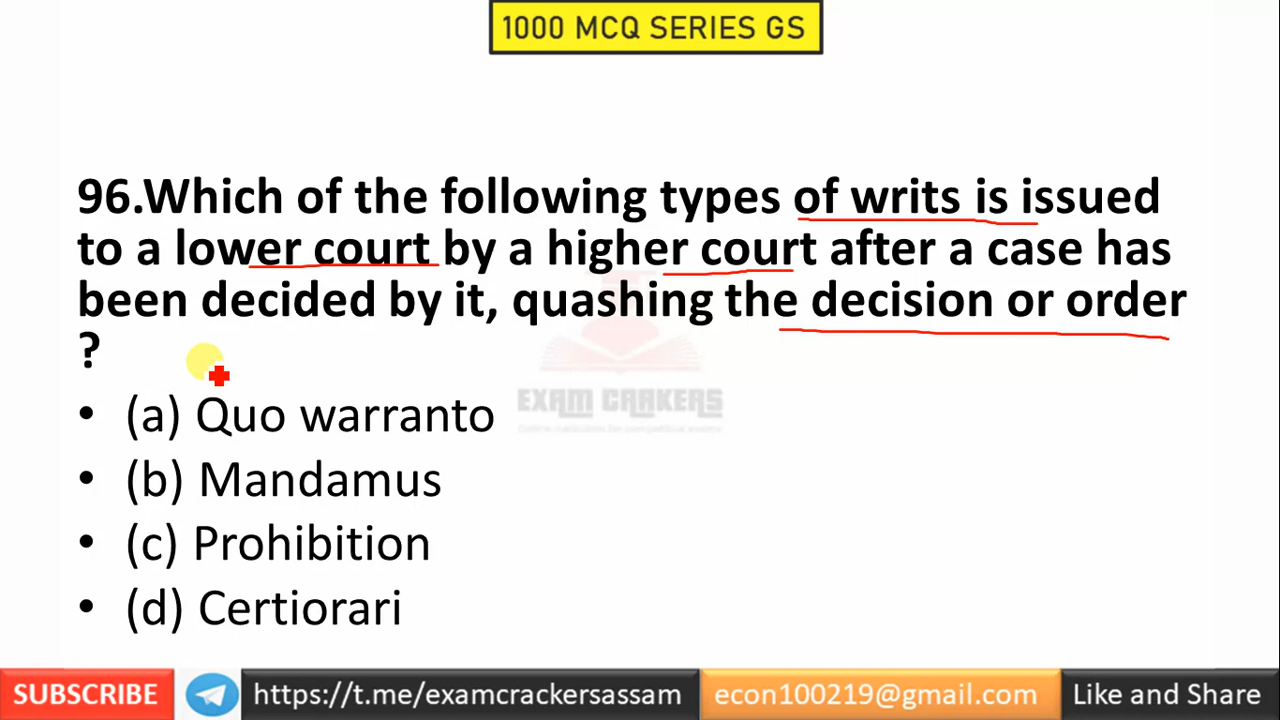 1000 MCQ SERIES GS
96.Which of the following types of writs is issued
to a lower court by a higher court after a case has
been decided by it, quashing the decision or order
?
• (a) Quo warranto
EXAM CRAKERS
• (b) Mandamus
• (c) Prohibition
• (d) Certiorari
SUBSCRIBE https://t.me/examcrackersassam econ100219@gmail.com Like and Share